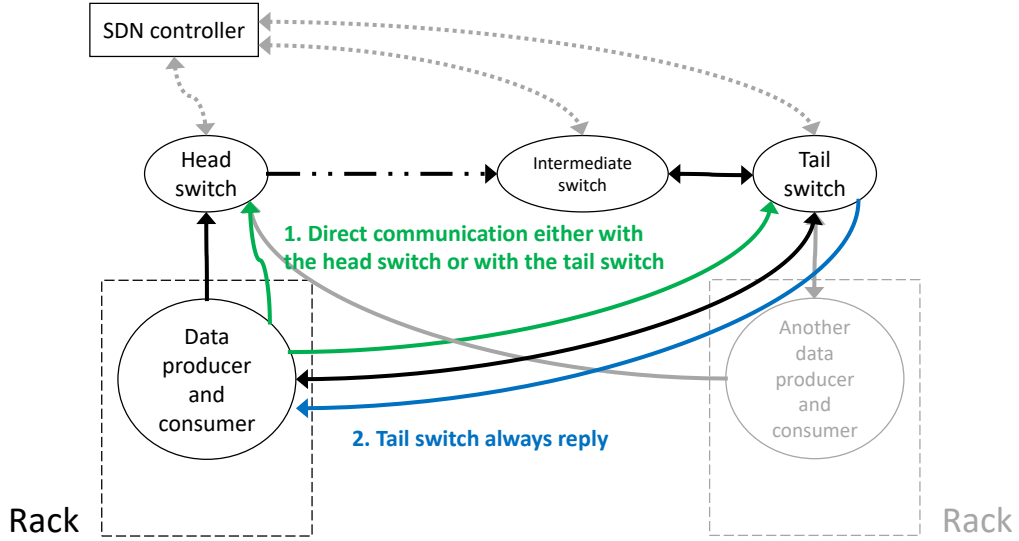 SDN controller
Head
switch
Intermediate
switch
Tail
switch
1. Direct communication either with
the head switch or with the tail switch
Data
producer
and
consumer
Another
data
producer
and
consumer
2. Tail switch always reply
Rack
Rack